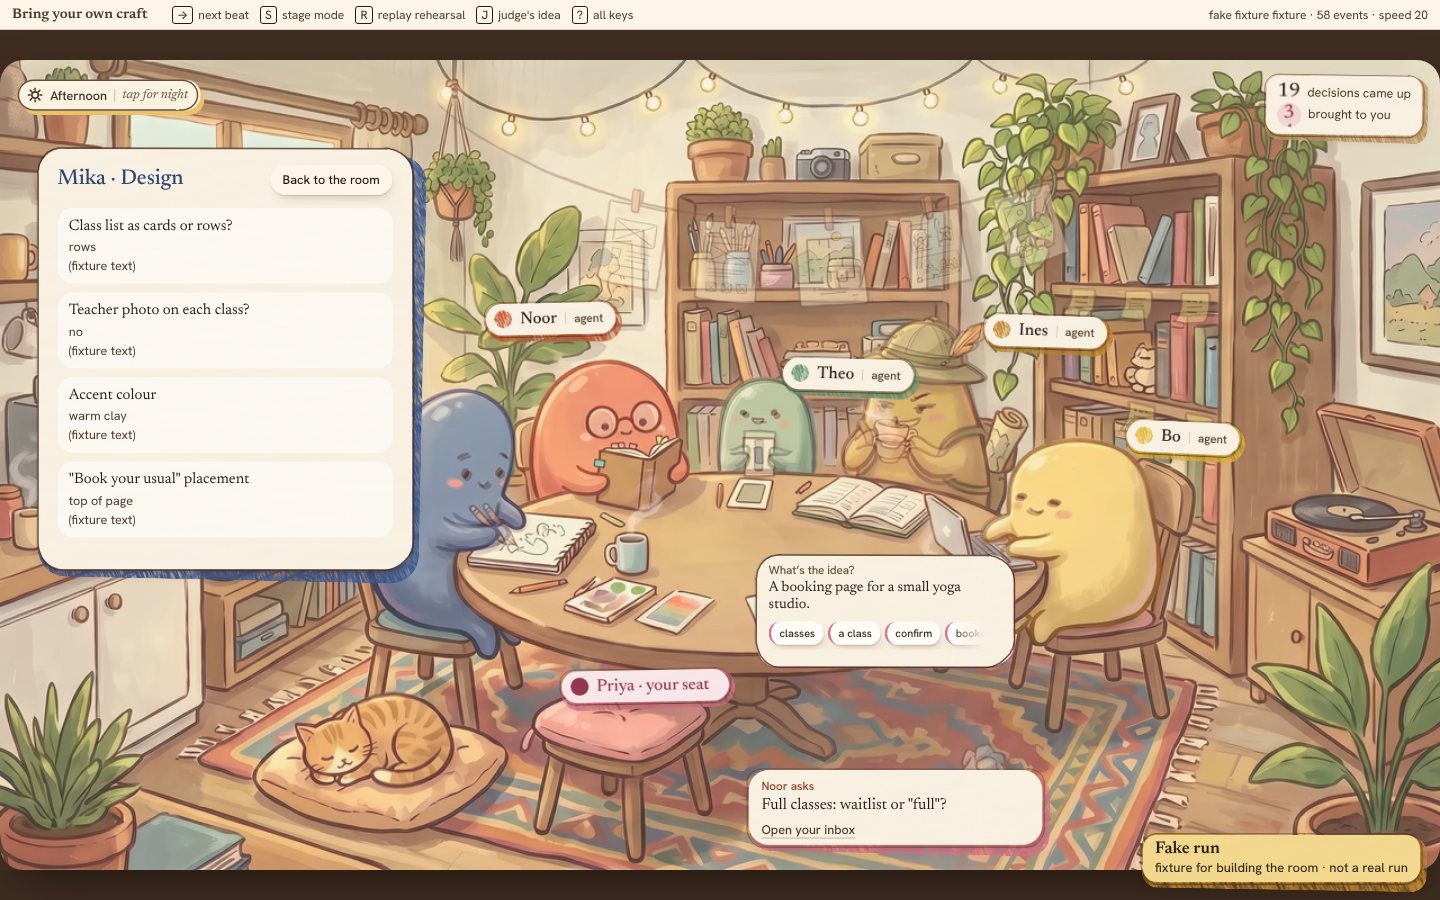 Bring your own craft → next beat S stage mode R replay rehearsal J judge's idea ? all keys fake fixture fixture · 58 events · speed 20
Afternoon tap for night
19 decisions came up
3 brought to you
Mika · Design
Back to the room
Class list as cards or rows?
rows
(fixture text)
Teacher photo on each class?
no
(fixture text)
Accent colour
warm clay
(fixture text)
"Book your usual" placement
top of page
(fixture text)
Noor agent
Ines agent
Theo agent
Bo agent
What's the idea?
A booking page for a small yoga
studio.
classes a class confirm book
Priya · your seat
Noor asks
Full classes: waitlist or "full"?
Open your inbox
Fake run
fixture for building the room · not a real run